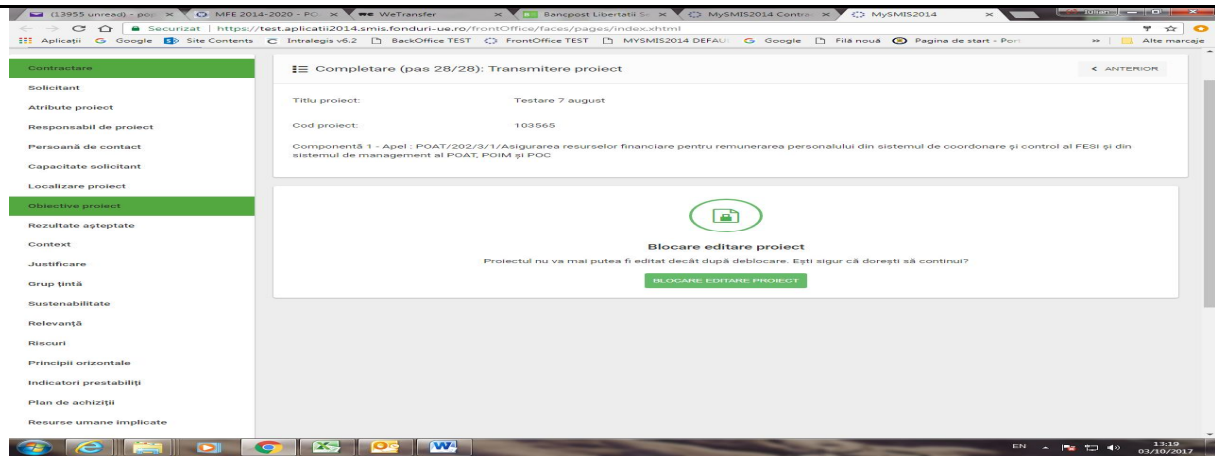 (13955 unread) - pop
MFE 2014-2020 - PO
WeTransfer
Bancpost Libertatii S
MySMIS2014 Contra
MySMIS2014
Securizat | https://test.aplicatii2014.smis.fonduri-ue.ro/frontOffice/faces/pages/index.xhtml
Aplicații Google Site Contents Intralegis v6.2 BackOffice TEST FrontOffice TEST MYSMIS2014 DEFAU Google Filă nouă Pagina de start - Port » Alte marcaje
Contractare
Solicitant
Atribute proiect
Responsabil de proiect
Persoană de contact
Capacitate solicitant
Localizare proiect
Obiective proiect
Rezultate așteptate
Context
Justificare
Grup țintă
Sustenabilitate
Relevanță
Riscuri
Principii orizontale
Indicatori prestabiliți
Plan de achiziții
Resurse umane implicate
Completare (pas 28/28): Transmitere proiect
< ANTERIOR
Titlu proiect: Testare 7 august
Cod proiect: 103565
Componentă 1 - Apel : POAT/202/3/1/Asigurarea resurselor financiare pentru remunerarea personalului din sistemul de coordonare și control al FESI și din
sistemul de management al POAT, POIM și POC
Blocare editare proiect
Proiectul nu va mai putea fi editat decât după deblocare. Ești sigur că dorești să continui?
BLOCARE EDITARE PROIECT
EN
13:19
03/10/2017